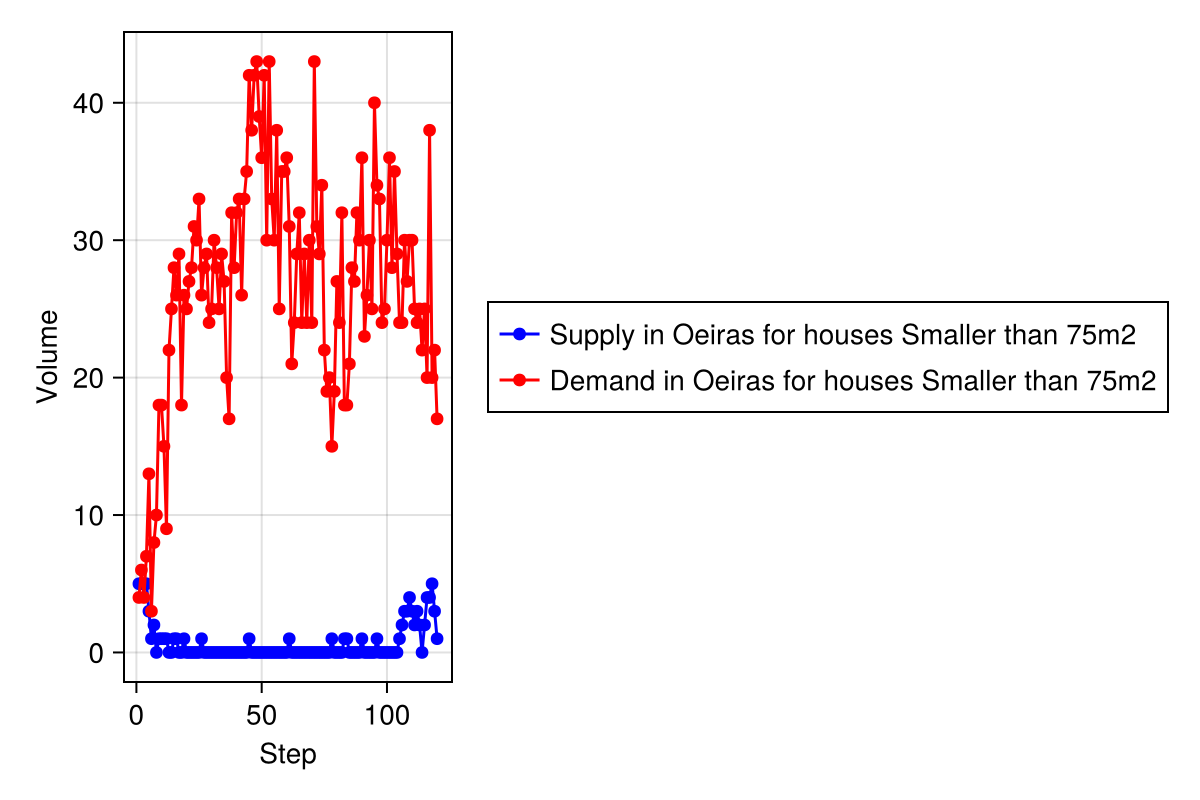 40
30
20
10
0
Volume
0 50 100
Step
Supply in Oeiras for houses Smaller than 75m2
Demand in Oeiras for houses Smaller than 75m2